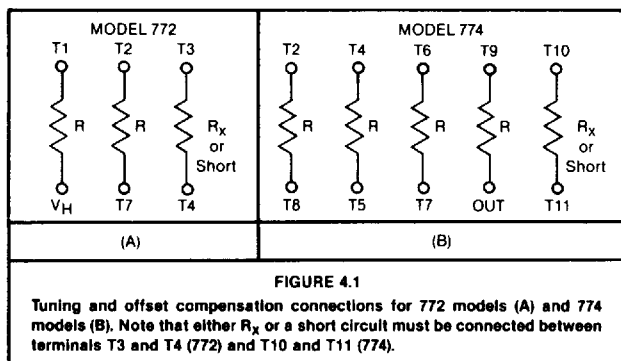 MODEL 772
T1 T2 T3
R R RX or Short
VH T7 T4
(A)
MODEL 774
T2 T4 T6 T9 T10
R R R R RX or Short
T8 T5 T7 OUT T11
(B)
FIGURE 4.1
Tuning and offset compensation connections for 772 models (A) and 774
models (B). Note that either RX or a short circuit must be connected between
terminals T3 and T4 (772) and T10 and T11 (774).